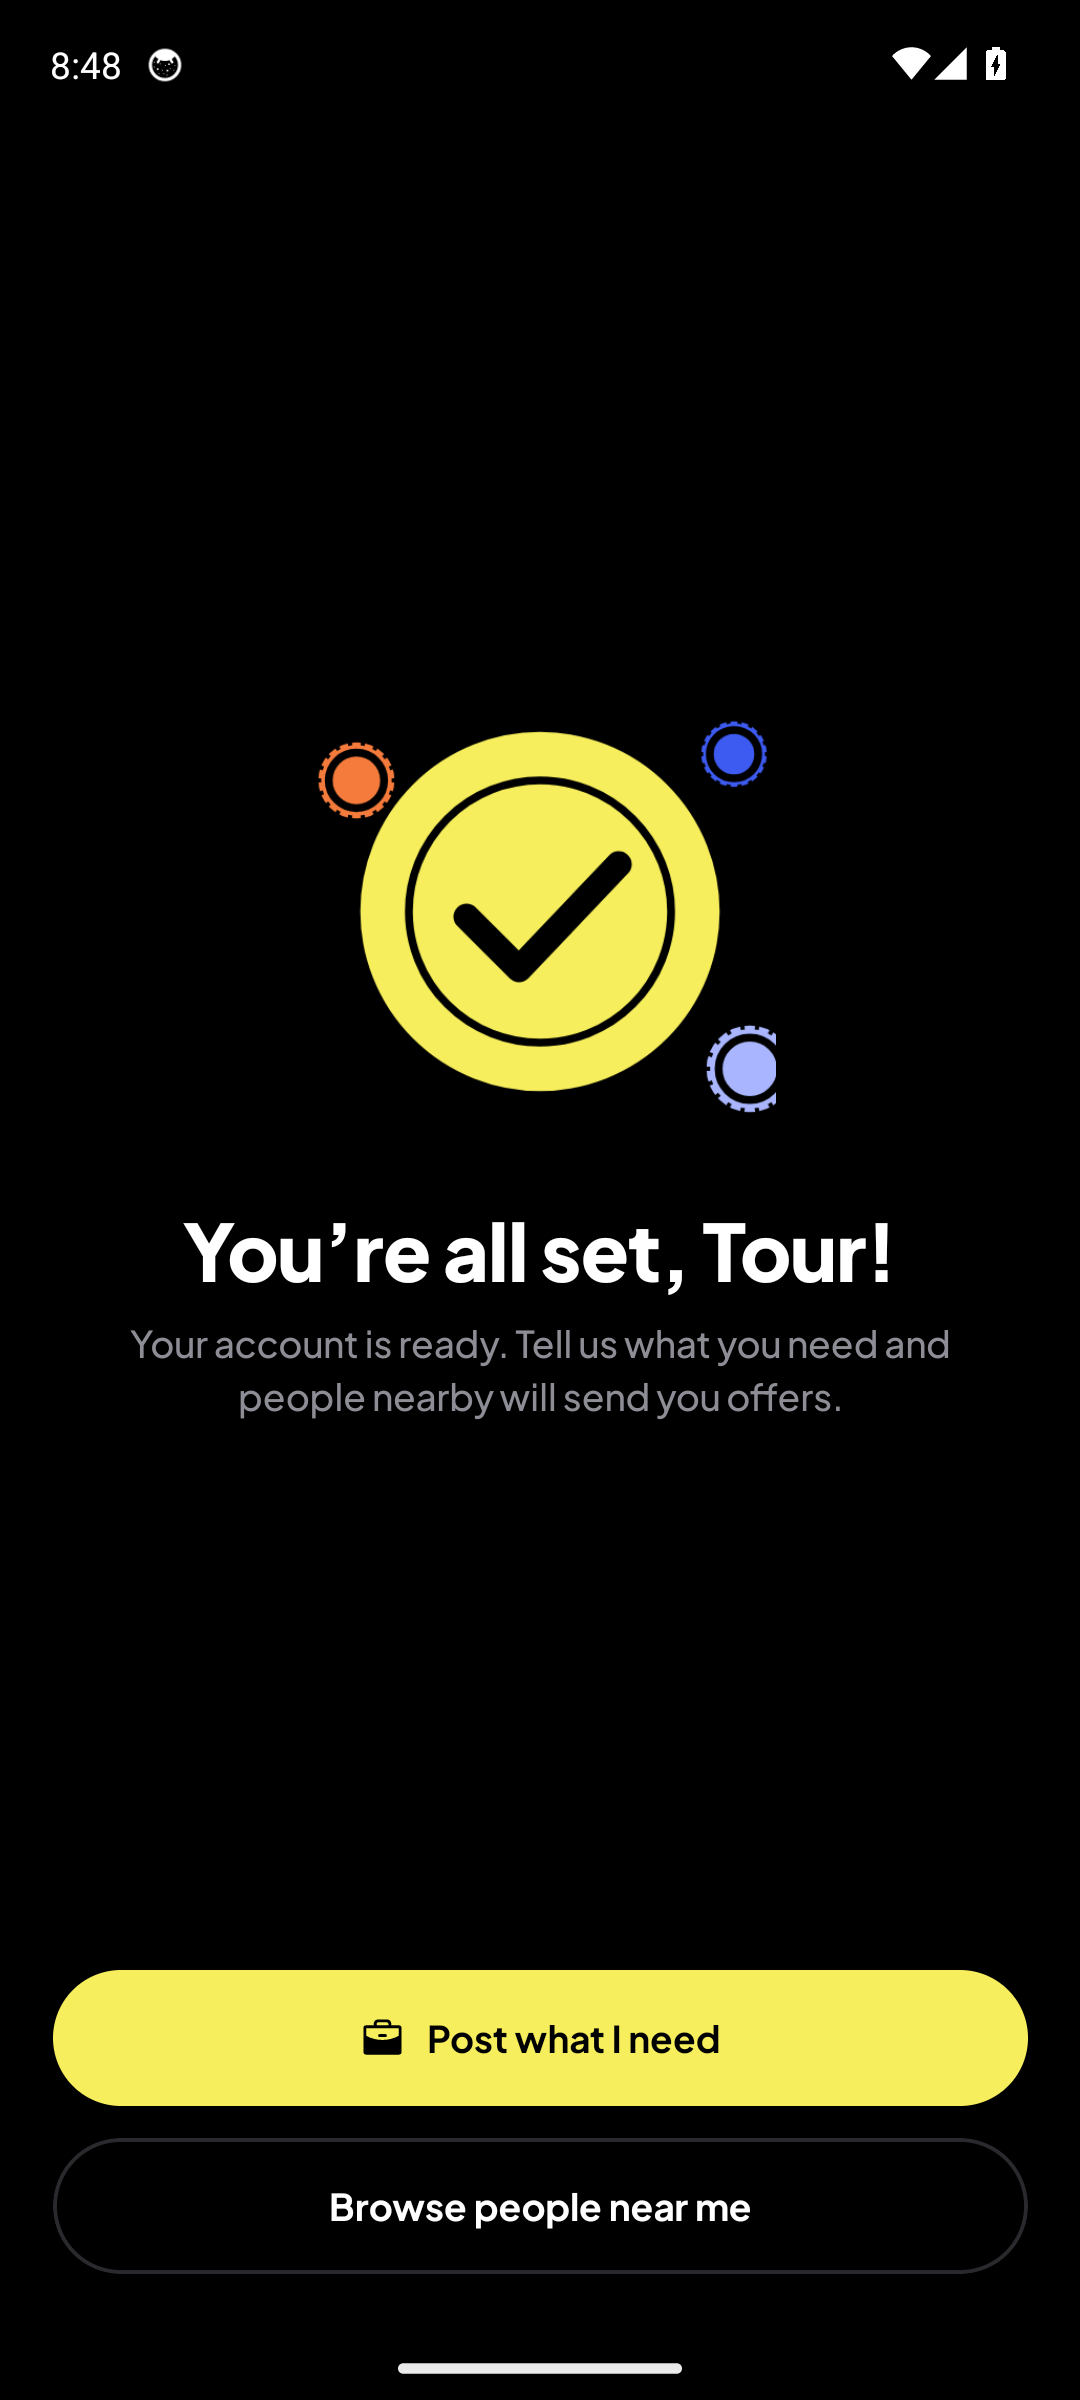 8:48
You’re all set, Tour!
Your account is ready. Tell us what you need and
people nearby will send you offers.
Post what I need
Browse people near me